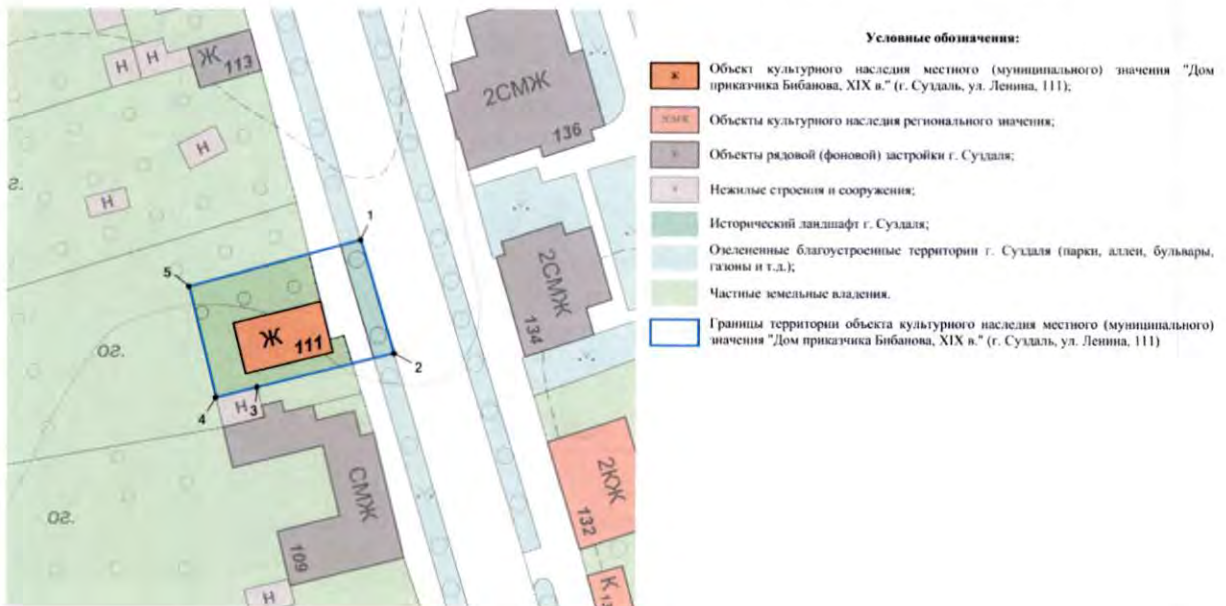 Условные обозначения:
Ж
Объект культурного наследия местного (муниципального) значения "Дом
приказчика Бибанова, XIX в." (г. Суздаль, ул. Ленина, 111);
Объекты культурного наследия регионального значения;
Объекты рядовой (фоновой) застройки г. Суздаля;
Нежилые строения и сооружения;
Исторический ландшафт г. Суздаля;
Озелененные благоустроенные территории г. Суздаля (парки, аллеи, бульвары,
газоны и т.д.);
Частные земельные владения.
Границы территории объекта культурного наследия местного (муниципального)
значения "Дом приказчика Бибанова, XIX в." (г. Суздаль, ул. Ленина, 111)
Н
Н
Ж
113
2СМЖ
136
Н
Н
1
5
2СМЖ
134
Ж
111
ог.
2
4
Н
3
СМЖ
109
2КЖ
132
ог.
Н
К